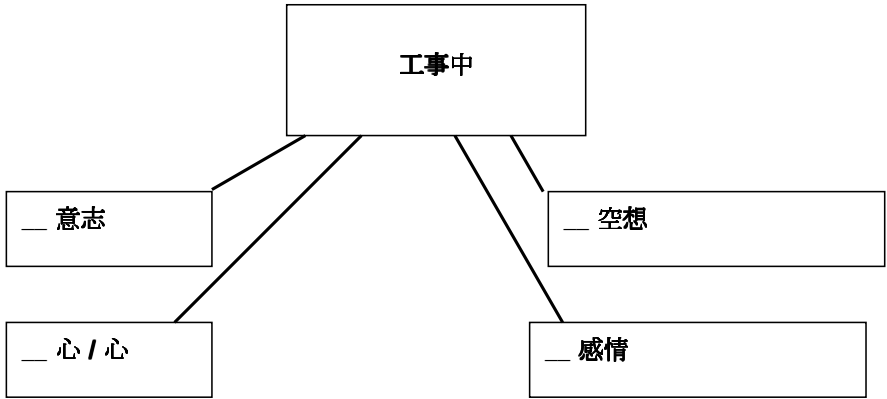 工事中
__ 意志
__ 空想
__ 心 / 心
__ 感情